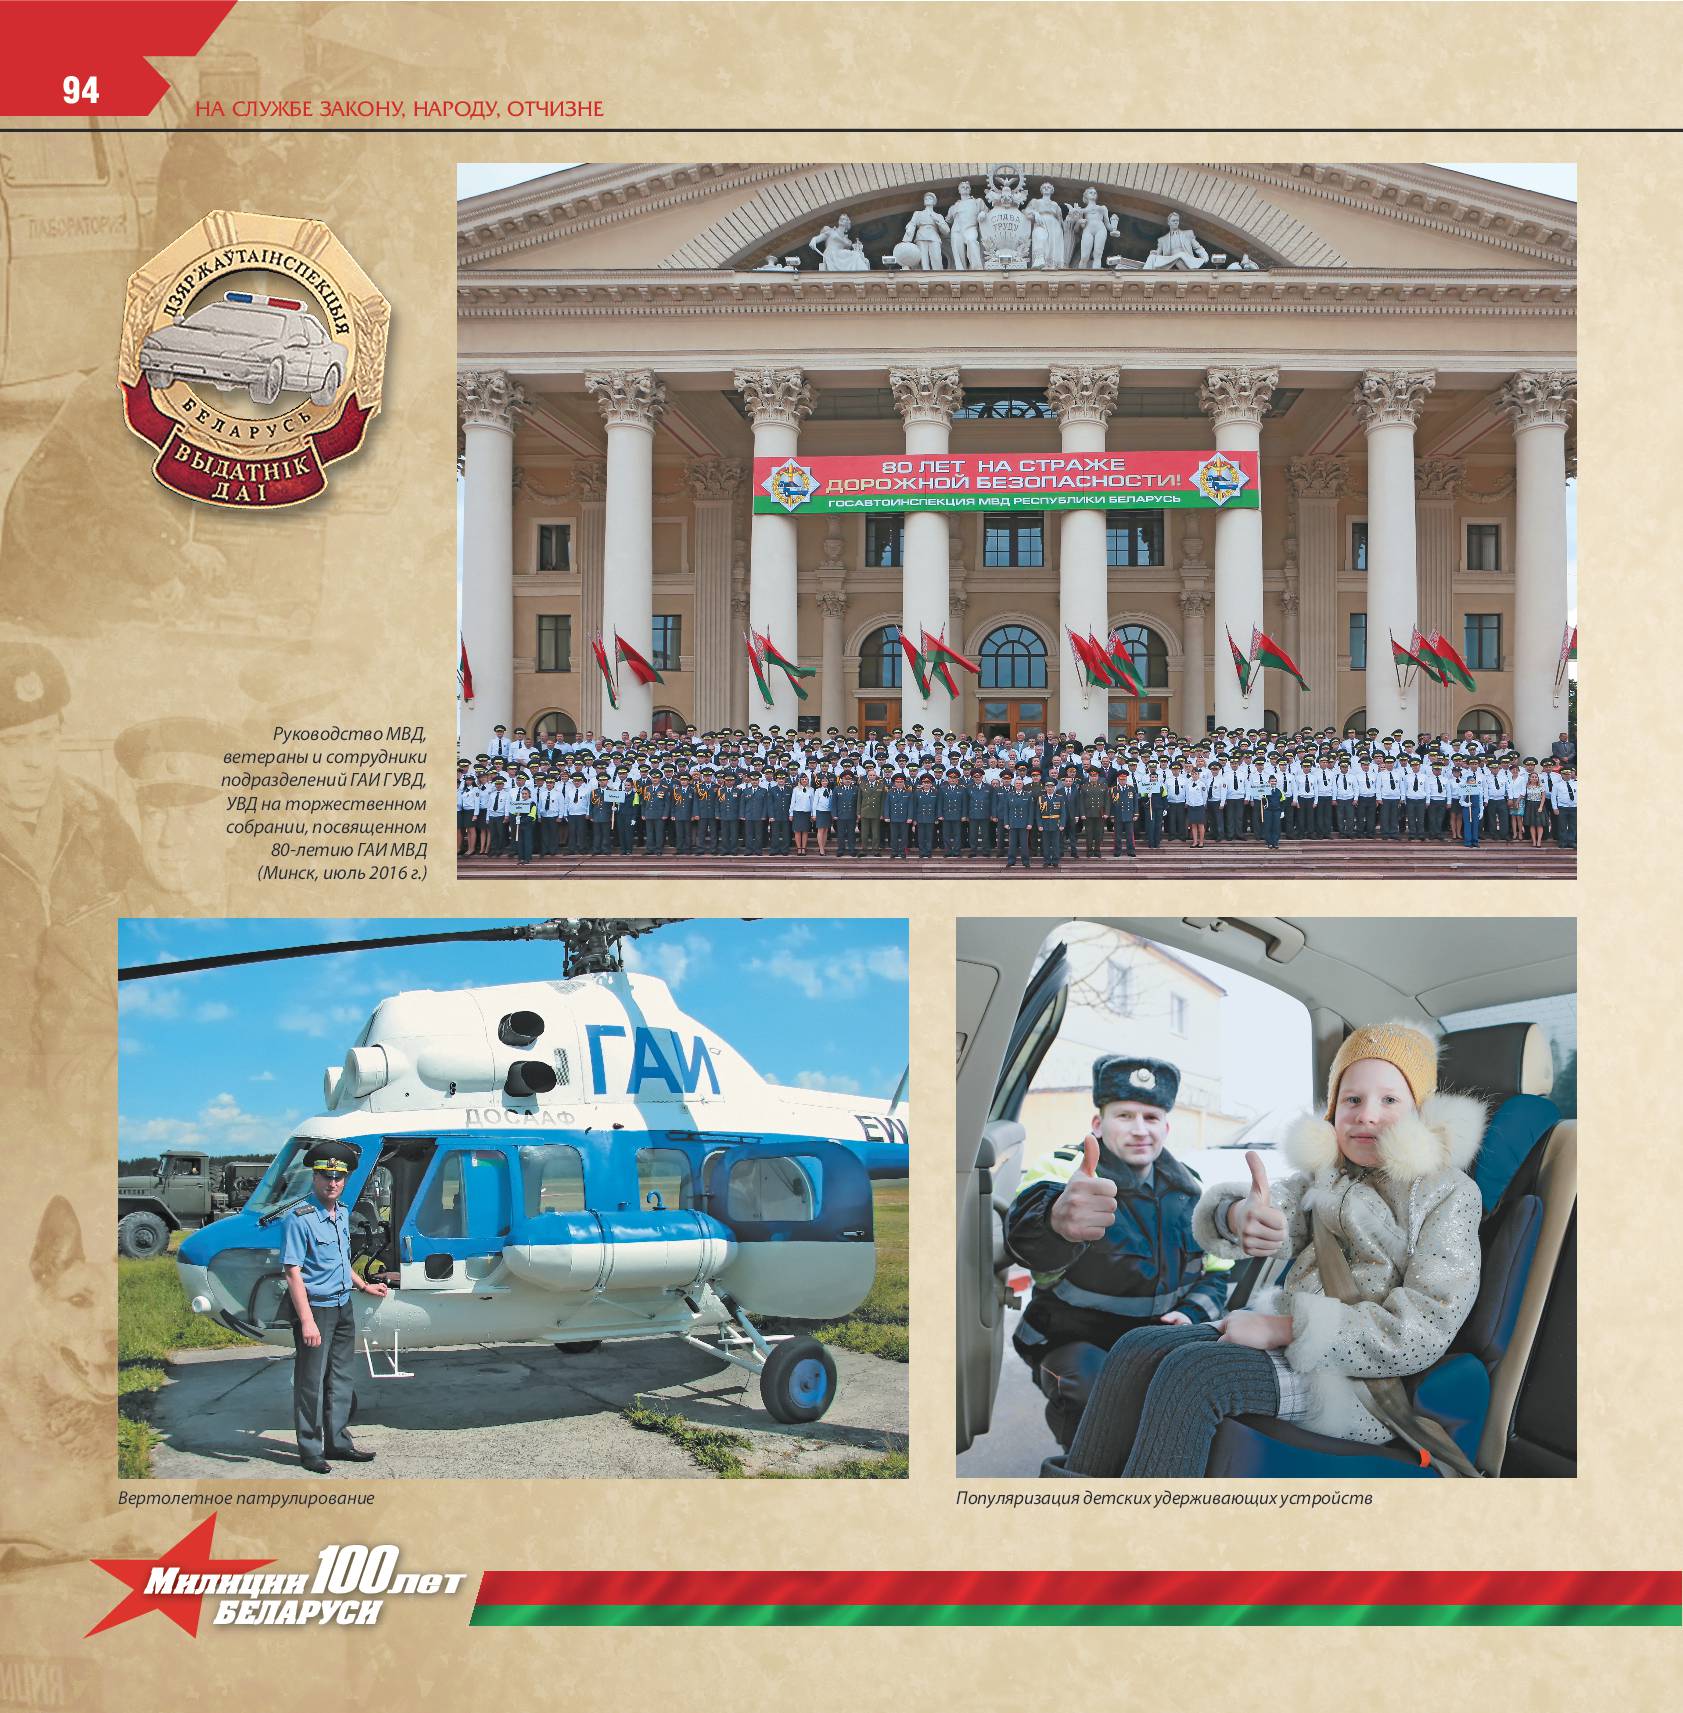 94
НА СЛУЖБЕ ЗАКОНУ, НАРОДУ, ОТЧИЗНЕ
ДЗЯРЖАЎТАІНСПЕКЦЫЯ
БЕЛАРУСЬ
ВЫДАТНІК
ДАІ
СЛАВА
ТРУДУ
80 ЛЕТ НА СТРАЖЕ
ДОРОЖНОЙ БЕЗОПАСНОСТИ!
ГОСАВТОИНСПЕКЦИЯ МВД РЕСПУБЛИКИ БЕЛАРУСЬ
Руководство МВД,
ветераны и сотрудники
подразделений ГАИ ГУВД,
УВД на торжественном
собрании, посвященном
80-летию ГАИ МВД
(Минск, июль 2016 г.)
ЛАБОРАТОРИЯ
ГАИ
ДОСААФ
EW
Вертолетное патрулирование
Популяризация детских удерживающих устройств
Милиции 100 лет
БЕЛАРУСИ